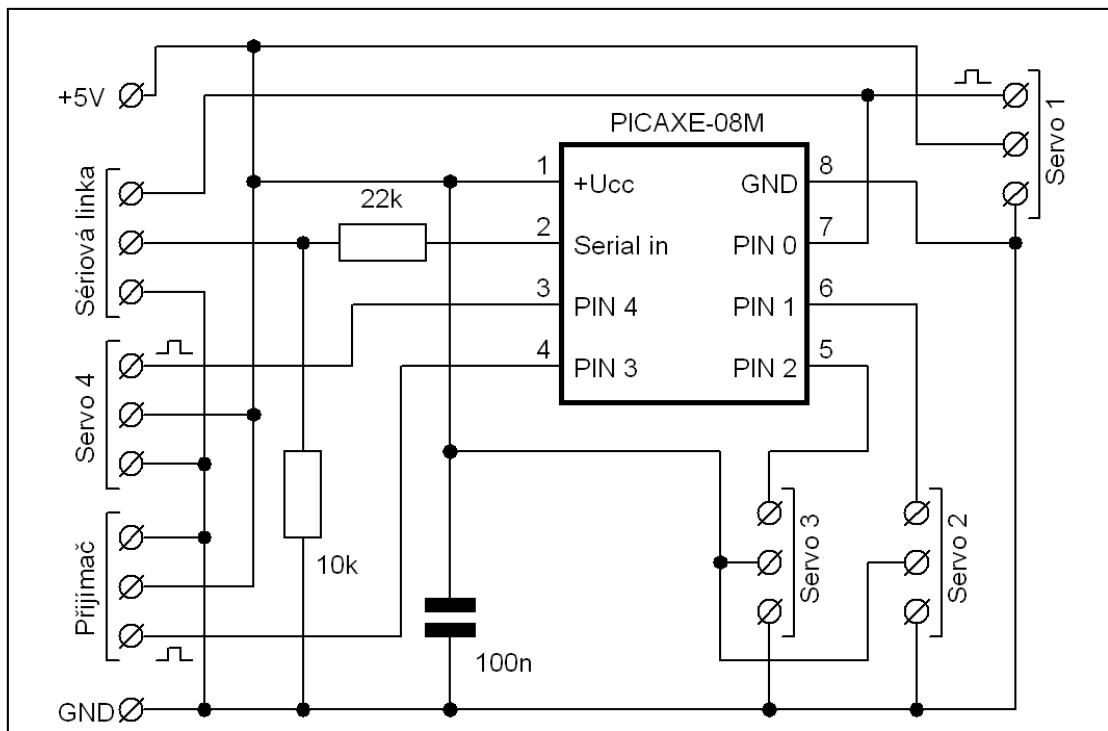 +5V
Sériová linka
Servo 4
Přijímač
GND
22k
10k
100n
PICAXE-08M
1
+Ucc
2
Serial in
3
PIN 4
4
PIN 3
8
GND
7
PIN 0
6
PIN 1
5
PIN 2
Servo 1
Servo 3
Servo 2